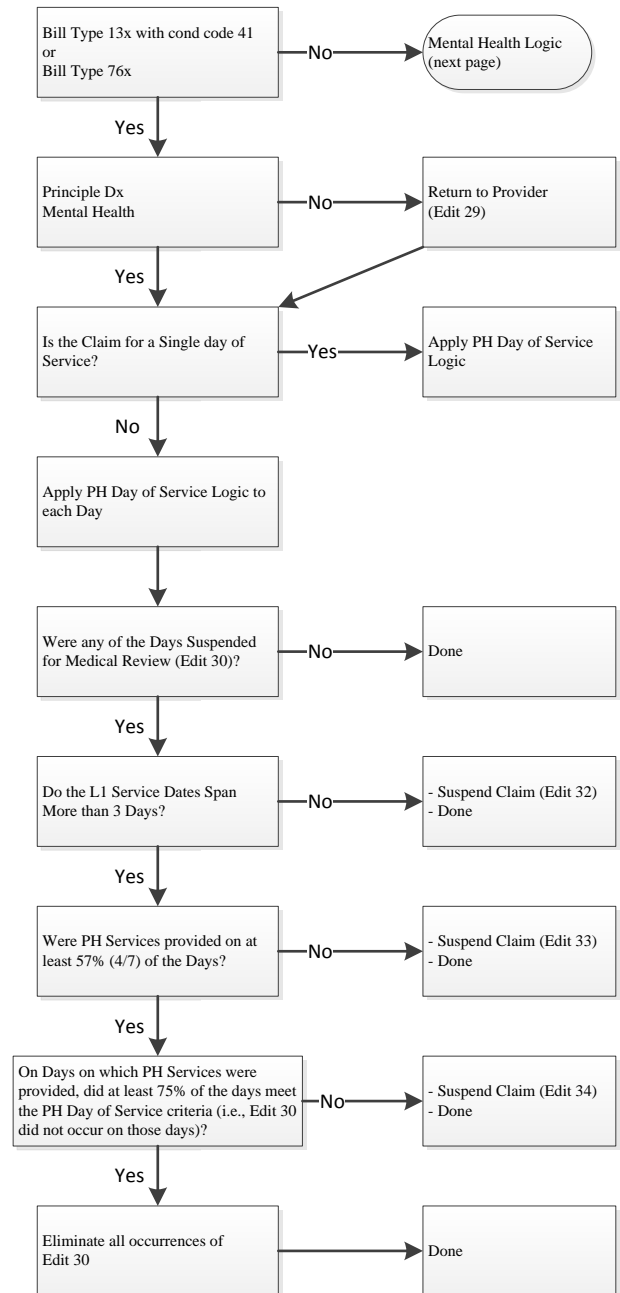 Bill Type 13x with cond code 41
or
Bill Type 76x
No
Mental Health Logic
(next page)
Yes
Principle Dx
Mental Health
No
Return to Provider
(Edit 29)
Yes
Is the Claim for a Single day of
Service?
Yes
Apply PH Day of Service
Logic
No
Apply PH Day of Service Logic to
each Day
Were any of the Days Suspended
for Medical Review (Edit 30)?
No
Done
Yes
Do the L1 Service Dates Span
More than 3 Days?
No
- Suspend Claim (Edit 32)
- Done
Yes
Were PH Services provided on at
least 57% (4/7) of the Days?
No
- Suspend Claim (Edit 33)
- Done
Yes
On Days on which PH Services were
provided, did at least 75% of the days meet
the PH Day of Service criteria (i.e., Edit 30
did not occur on those days)?
No
- Suspend Claim (Edit 34)
- Done
Yes
Eliminate all occurrences of
Edit 30
Done